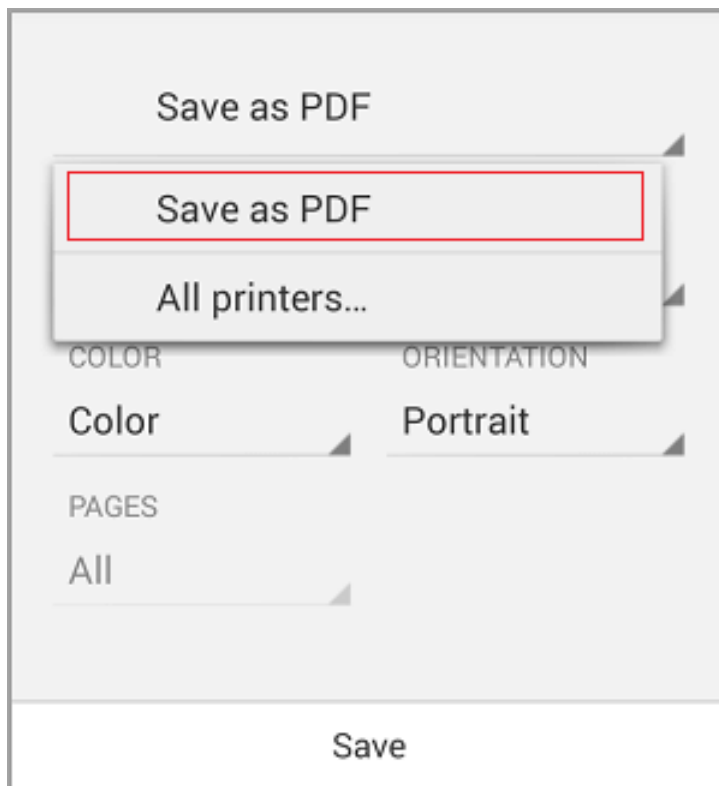 Save as PDF
Save as PDF
All printers...
COLOR ORIENTATION
Color Portrait
PAGES
All
Save